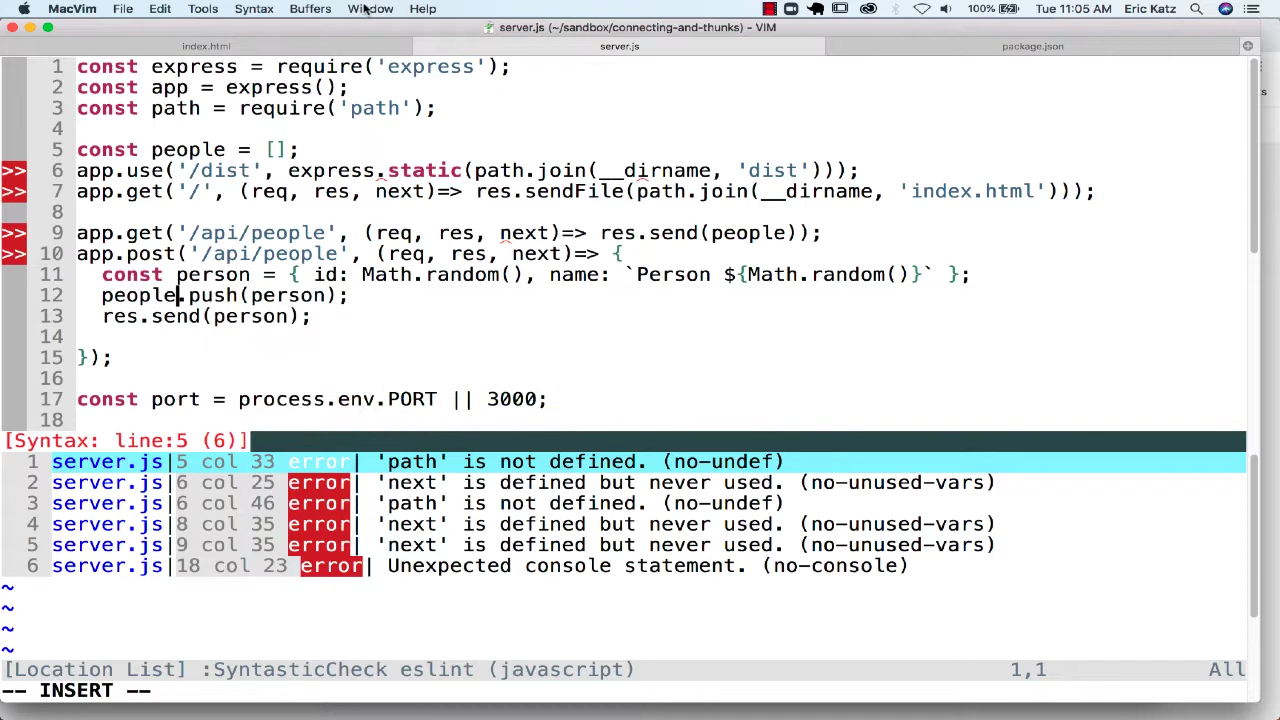 MacVim File Edit Tools Syntax Buffers Window Help 100% Tue 11:05 AM Eric Katz
server.js (~/sandbox/connecting-and-thunks) – VIM
index.html server.js package.json
1 const express = require('express');
2 const app = express();
3 const path = require('path');
4
5 const people = [];
>> 6 app.use('/dist', express.static(path.join(__dirname, 'dist')));
>> 7 app.get('/', (req, res, next)=> res.sendFile(path.join(__dirname, 'index.html')));
8
>> 9 app.get('/api/people', (req, res, next)=> res.send(people));
>> 10 app.post('/api/people', (req, res, next)=> {
11 const person = { id: Math.random(), name: `Person ${Math.random()}` };
12 people.push(person);
13 res.send(person);
14
15 });
16
17 const port = process.env.PORT || 3000;
18
[Syntax: line:5 (6)]
1 server.js|5 col 33 error| 'path' is not defined. (no-undef)
2 server.js|6 col 25 error| 'next' is defined but never used. (no-unused-vars)
3 server.js|6 col 46 error| 'path' is not defined. (no-undef)
4 server.js|8 col 35 error| 'next' is defined but never used. (no-unused-vars)
5 server.js|9 col 35 error| 'next' is defined but never used. (no-unused-vars)
6 server.js|18 col 23 error| Unexpected console statement. (no-console)
~
~
~
~
[Location List] :SyntasticCheck eslint (javascript) 1,1 All
-- INSERT --